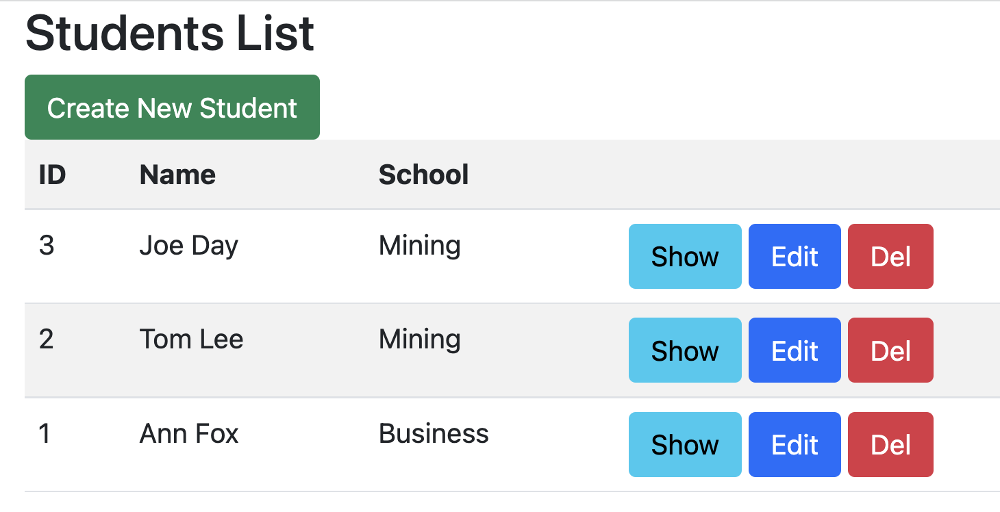 Students List
Create New Student
ID Name School
3 Joe Day Mining Show Edit Del
2 Tom Lee Mining Show Edit Del
1 Ann Fox Business Show Edit Del